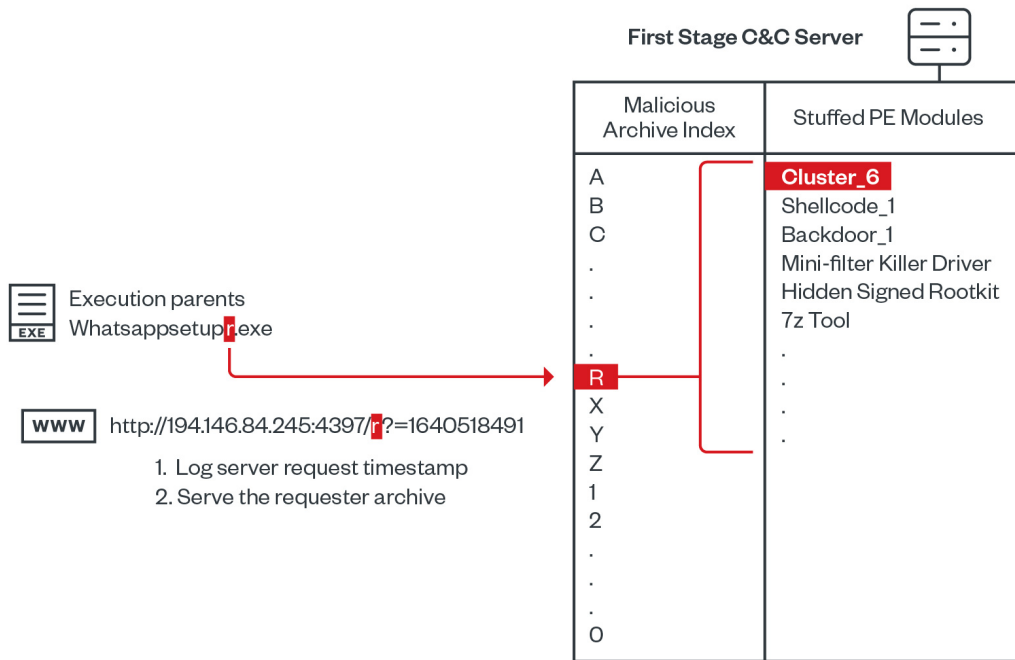 First Stage C&C Server
Malicious
Archive Index
Stuffed PE Modules
A
B
C
.
.
.
.
R
X
Y
Z
1
2
.
.
.
0
Cluster_6
Shellcode_1
Backdoor_1
Mini-filter Killer Driver
Hidden Signed Rootkit
7z Tool
.
.
.
.
EXE
Execution parents
Whatsappsetupr.exe
www
http://194.146.84.245:4397/r?=1640518491
1. Log server request timestamp
2. Serve the requester archive